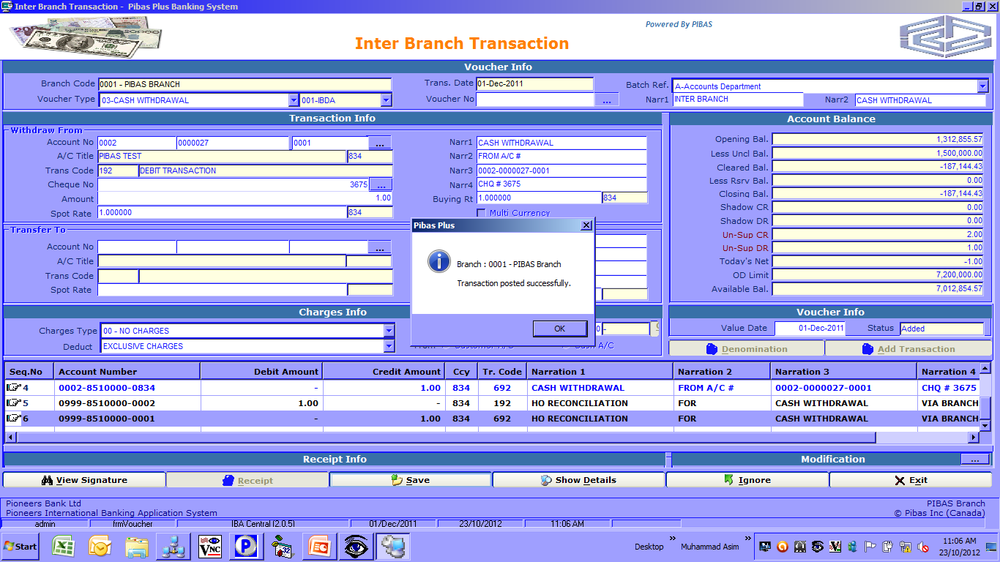 Inter Branch Transaction - Pibas Plus Banking System
Powered By PIBAS
Inter Branch Transaction
Voucher Info
Branch Code 0001 - PIBAS BRANCH Trans. Date 01-Dec-2011 Batch Ref. A-Accounts Department
Voucher Type 03-CASH WITHDRAWAL 001-IBDA Voucher No ... Narr1 INTER BRANCH Narr2 CASH WITHDRAWAL
Transaction Info
Withdraw From
Account No 0002 0000027 0001 ... Narr1 CASH WITHDRAWAL
A/C Title PIBAS TEST 834 Narr2 FROM A/C #
Trans Code 192 DEBIT TRANSACTION Narr3 0002-0000027-0001
Cheque No 3675 ... Narr4 CHQ # 3675
Amount 1.00 Buying Rt 1.000000 834
Spot Rate 1.000000 834 Multi Currency
Account Balance
Opening Bal. 1,312,855.57
Less Uncl Bal. 1,500,000.00
Cleared Bal. -187,144.43
Less Rsrv Bal. 0.00
Closing Bal. -187,144.43
Shadow CR 0.00
Shadow DR 0.00
Un-Sup CR 2.00
Un-Sup DR 1.00
Today's Net -1.00
OD Limit 7,200,000.00
Available Bal. 7,012,854.57
Transfer To
Account No ...
A/C Title
Trans Code
Spot Rate
Pibas Plus
Branch : 0001 - PIBAS Branch
Transaction posted successfully.
OK
Charges Info
Charges Type 00 - NO CHARGES
Deduct EXCLUSIVE CHARGES
Voucher Info
Value Date 01-Dec-2011 Status Added
Denomination Add Transaction
Seq.No Account Number Debit Amount Credit Amount Ccy Tr. Code Narration 1 Narration 2 Narration 3 Narration 4
4 0002-8510000-0834 - 1.00 834 692 CASH WITHDRAWAL FROM A/C # 0002-0000027-0001 CHQ # 3675
5 0999-8510000-0002 1.00 - 834 192 HO RECONCILIATION FOR CASH WITHDRAWAL VIA BRANCH
6 0999-8510000-0001 - 1.00 834 692 HO RECONCILIATION FOR CASH WITHDRAWAL VIA BRANCH
Receipt Info Modification ...
View Signature Receipt Save Show Details Ignore Exit
Pioneers Bank Ltd PIBAS Branch
Pioneers International Banking Application System © Pibas Inc (Canada)
admin frmVoucher IBA Central (2.0.5) 01/Dec/2011 23/10/2012 11:06 AM
Start Desktop » Muhammad Asim » 11:06 AM
23/10/2012